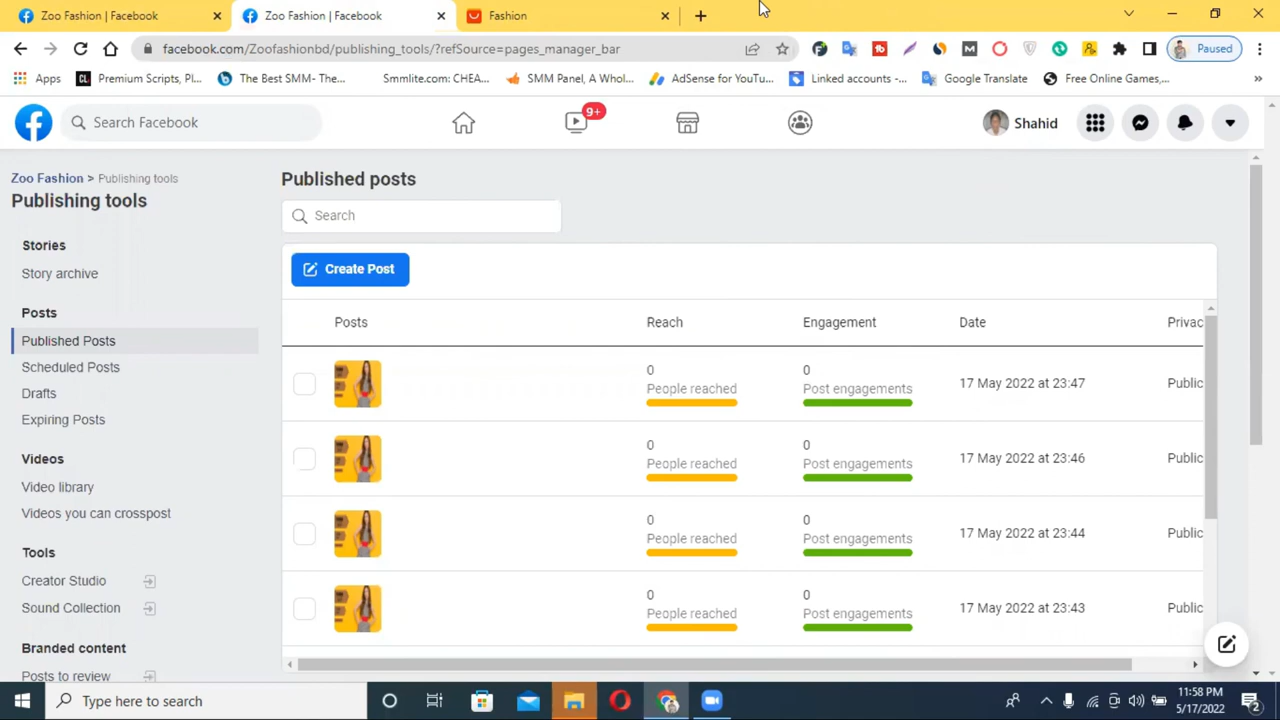 Zoo Fashion | Facebook
Zoo Fashion | Facebook
Fashion
facebook.com/Zoofashionbd/publishing_tools/?refSource=pages_manager_bar
Paused
Apps
Premium Scripts, Pl...
The Best SMM- The...
Smmlite.com: CHEA...
SMM Panel, A Whol...
AdSense for YouTu...
Linked accounts -...
Google Translate
Free Online Games,...
Search Facebook
9+
Shahid
Zoo Fashion > Publishing tools
Publishing tools
Stories
Story archive
Posts
Published Posts
Scheduled Posts
Drafts
Expiring Posts
Videos
Video library
Videos you can crosspost
Tools
Creator Studio
Sound Collection
Branded content
Posts to review
Published posts
Search
Create Post
Posts Reach Engagement Date Privac
0 0
People reached Post engagements 17 May 2022 at 23:47 Public
0 0
People reached Post engagements 17 May 2022 at 23:46 Public
0 0
People reached Post engagements 17 May 2022 at 23:44 Public
0 0
People reached Post engagements 17 May 2022 at 23:43 Public
Type here to search
11:58 PM
5/17/2022
2